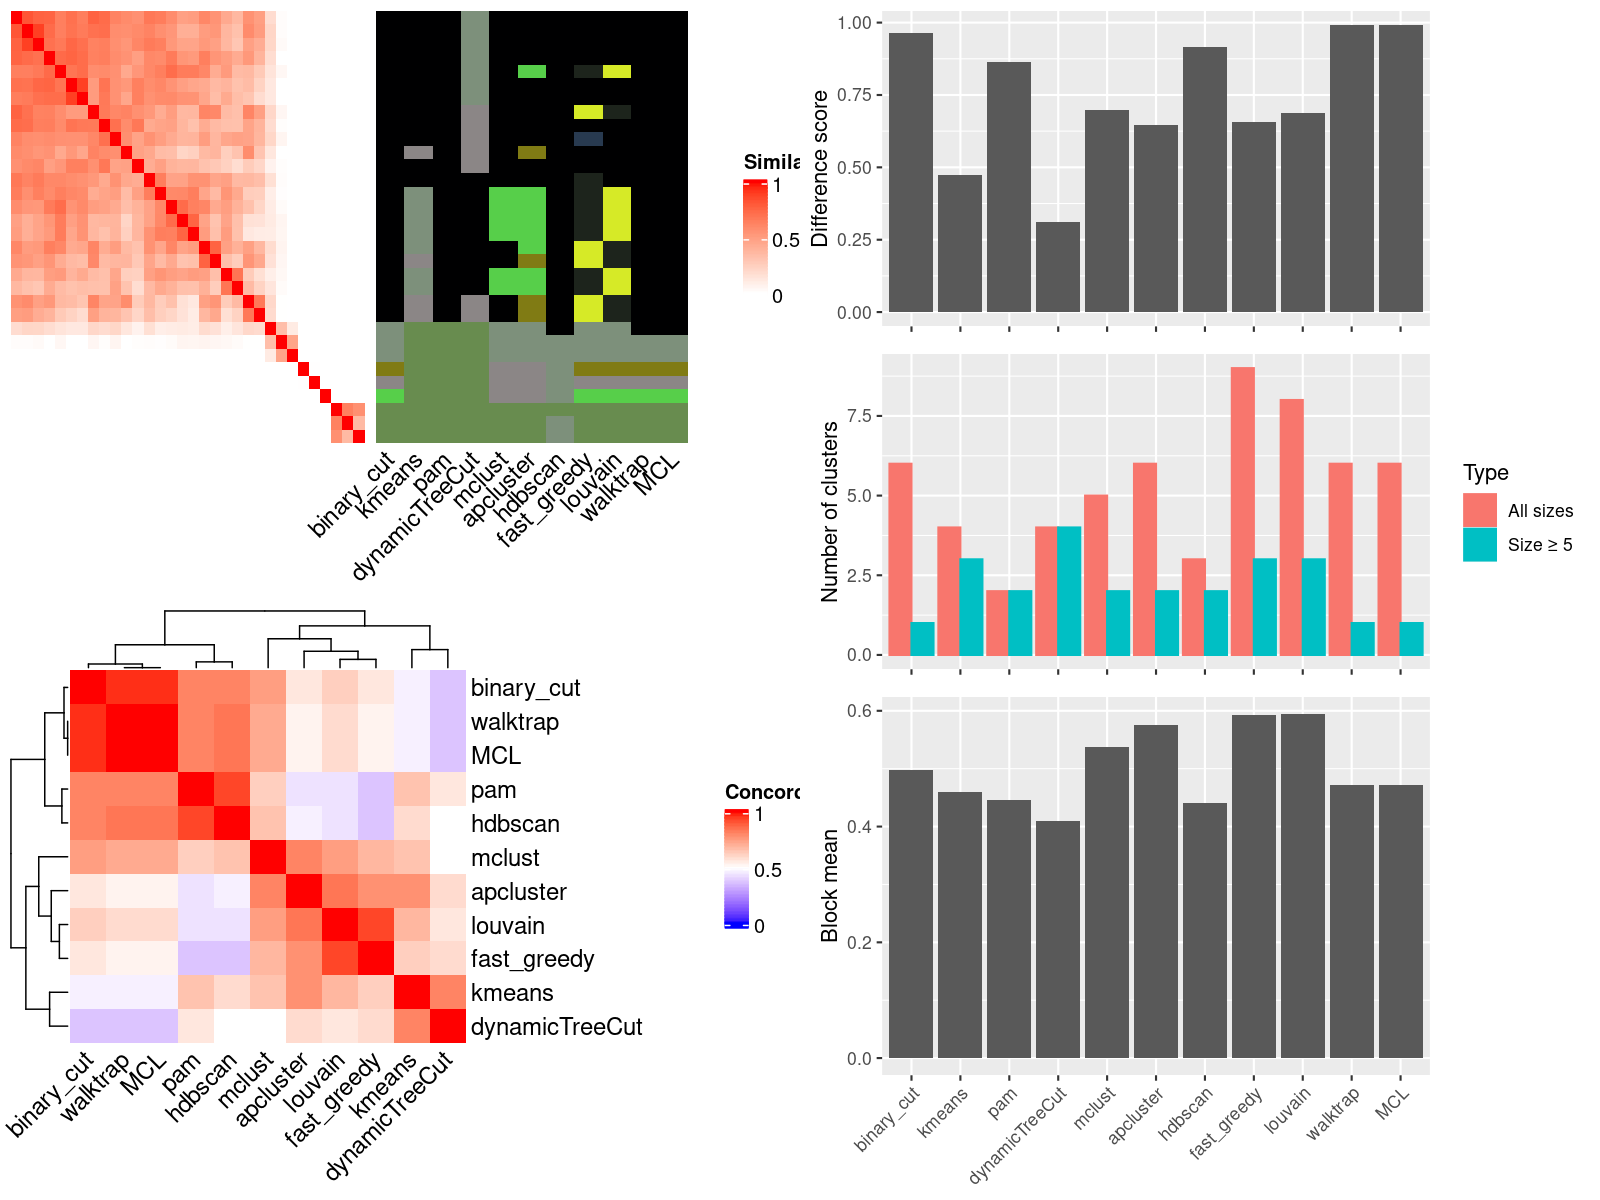 Simila
1
0.5
0
binary_cut
kmeans
pam
dynamicTreeCut
mclust
apcluster
hdbscan
fast_greedy
louvain
walktrap
MCL
binary_cut
walktrap
MCL
pam
hdbscan
mclust
apcluster
louvain
fast_greedy
kmeans
dynamicTreeCut
binary_cut
walktrap
MCL
pam
hdbscan
mclust
apcluster
louvain
fast_greedy
kmeans
dynamicTreeCut
Concord
1
0.5
0
Difference score
1.00
0.75
0.50
0.25
0.00
Number of clusters
7.5
5.0
2.5
0.0
Type
All sizes
Size ≥ 5
Block mean
0.6
0.4
0.2
0.0
binary_cut
kmeans
pam
dynamicTreeCut
mclust
apcluster
hdbscan
fast_greedy
louvain
walktrap
MCL